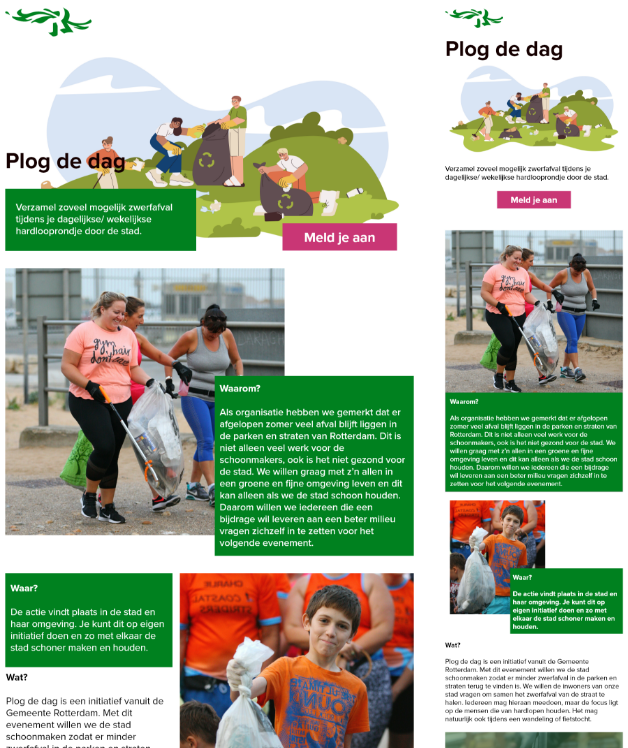 Plog de dag
Verzamel zoveel mogelijk zwerfafval
tijdens je dagelijkse/ wekelijkse
hardlooprondje door de stad.
Meld je aan
gym hair
don't care
Waarom?
Als organisatie hebben we gemerkt dat er
afgelopen zomer veel afval blijft liggen in
de parken en straten van Rotterdam. Dit is
niet alleen veel werk voor de
schoonmakers, ook is het niet gezond voor
de stad. We willen graag met z'n allen in
een groene en fijne omgeving leven en dit
kan alleen als we de stad schoon houden.
Daarom willen we iedereen die een
bijdrage wil leveren aan een beter milieu
vragen zichzelf in te zetten voor het
volgende evenement.
Waar?
De actie vindt plaats in de stad en
haar omgeving. Je kunt dit op eigen
initiatief doen en zo met elkaar de
stad schoner maken en houden.
COASTAL
STRIDERS
Wat?
Plog de dag is een initiatief vanuit de
Gemeente Rotterdam. Met dit
evenement willen we de stad
schoonmaken zodat er minder
zwerfafval in de parken en straten
Plog de dag
Verzamel zoveel mogelijk zwerfafval tijdens je
dagelijkse/ wekelijkse hardlooprondje door de stad.
Meld je aan
Waarom?
Als organisatie hebben we gemerkt dat er afgelopen
zomer veel afval blijft liggen in de parken en straten van
Rotterdam. Dit is niet alleen veel werk voor de
schoonmakers, ook is het niet gezond voor de stad. We
willen graag met z'n allen in een groene en fijne
omgeving leven en dit kan alleen als we de stad schoon
houden. Daarom willen we iedereen die een bijdrage
wil leveren aan een beter milieu vragen zichzelf in te
zetten voor het volgende evenement.
Waar?
De actie vindt plaats in de stad en
haar omgeving. Je kunt dit op
eigen initiatief doen en zo met
elkaar de stad schoner maken en
houden.
Wat?
Plog de dag is een initiatief vanuit de Gemeente
Rotterdam. Met dit evenement willen we de stad
schoonmaken zodat er minder zwerfafval in de parken en
straten terug te vinden is. We willen de inwoners van onze
stad vragen om samen het zwerfafval van de straat te
halen. Iedereen mag hieraan meedoen, maar de focus ligt
op de mensen die van hardlopen houden. Het mag
natuurlijk ook tijdens een wandeling of fietstocht.